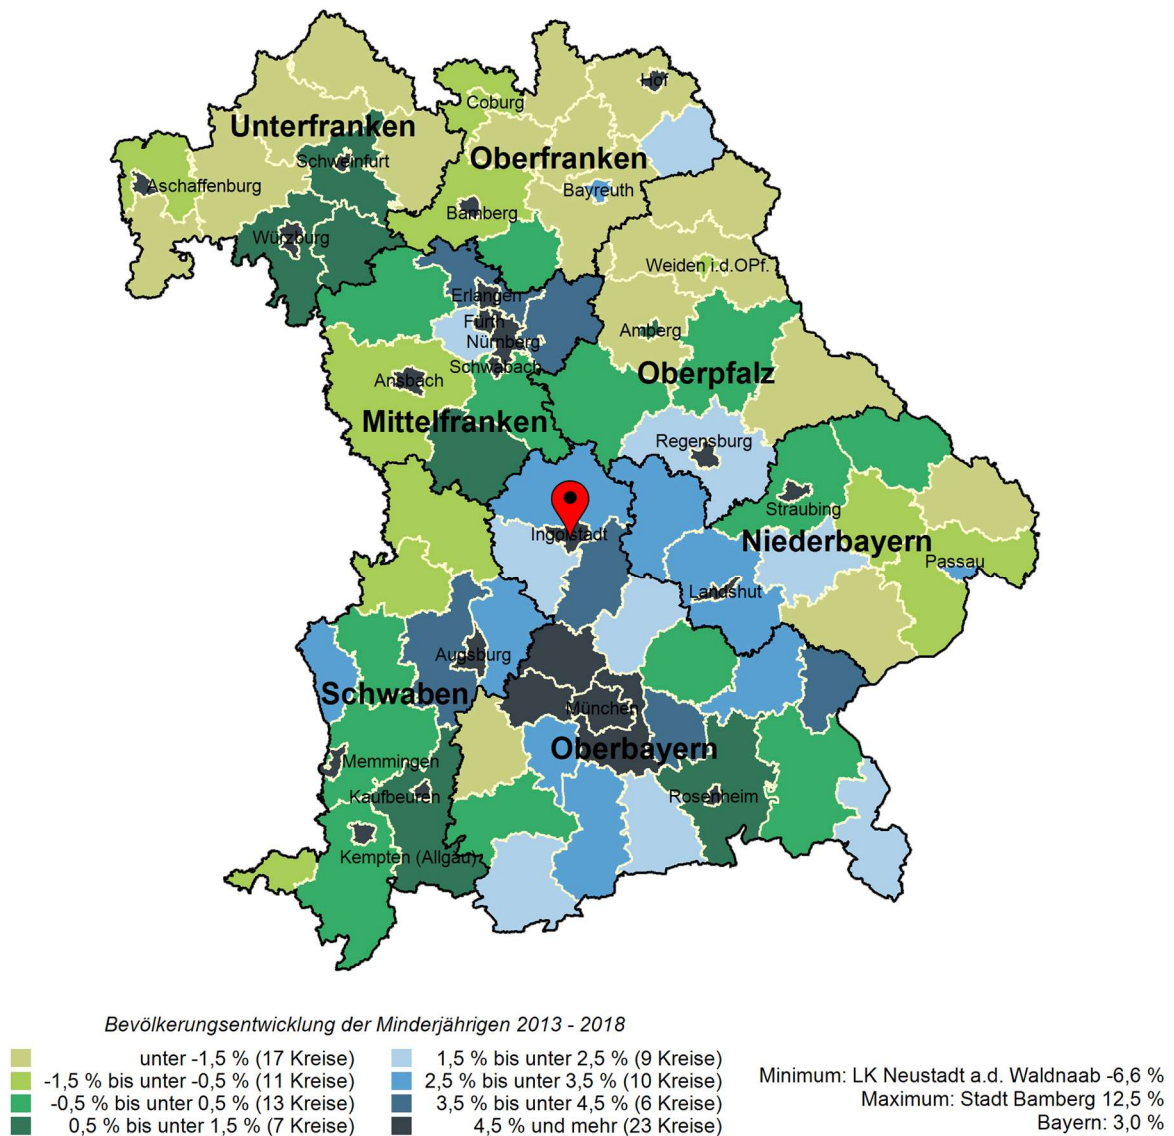 Hof
Coburg
Unterfranken
Oberfranken
Schweinfurt
Aschaffenburg
Bayreuth
Bamberg
Würzburg
Weiden i.d.OPf.
Erlangen
Fürth
Amberg
Nürnberg
Schwabach
Oberpfalz
Ansbach
Mittelfranken
Regensburg
Straubing
Ingolstadt
Niederbayern
Passau
Landshut
Augsburg
Schwaben
München
Oberbayern
Memmingen
Kaufbeuren
Rosenheim
Kempten (Allgäu)
Bevölkerungsentwicklung der Minderjährigen 2013 - 2018
unter -1,5 % (17 Kreise)
-1,5 % bis unter -0,5 % (11 Kreise)
-0,5 % bis unter 0,5 % (13 Kreise)
0,5 % bis unter 1,5 % (7 Kreise)
1,5 % bis unter 2,5 % (9 Kreise)
2,5 % bis unter 3,5 % (10 Kreise)
3,5 % bis unter 4,5 % (6 Kreise)
4,5 % und mehr (23 Kreise)
Minimum: LK Neustadt a.d. Waldnaab -6,6 %
Maximum: Stadt Bamberg 12,5 %
Bayern: 3,0 %